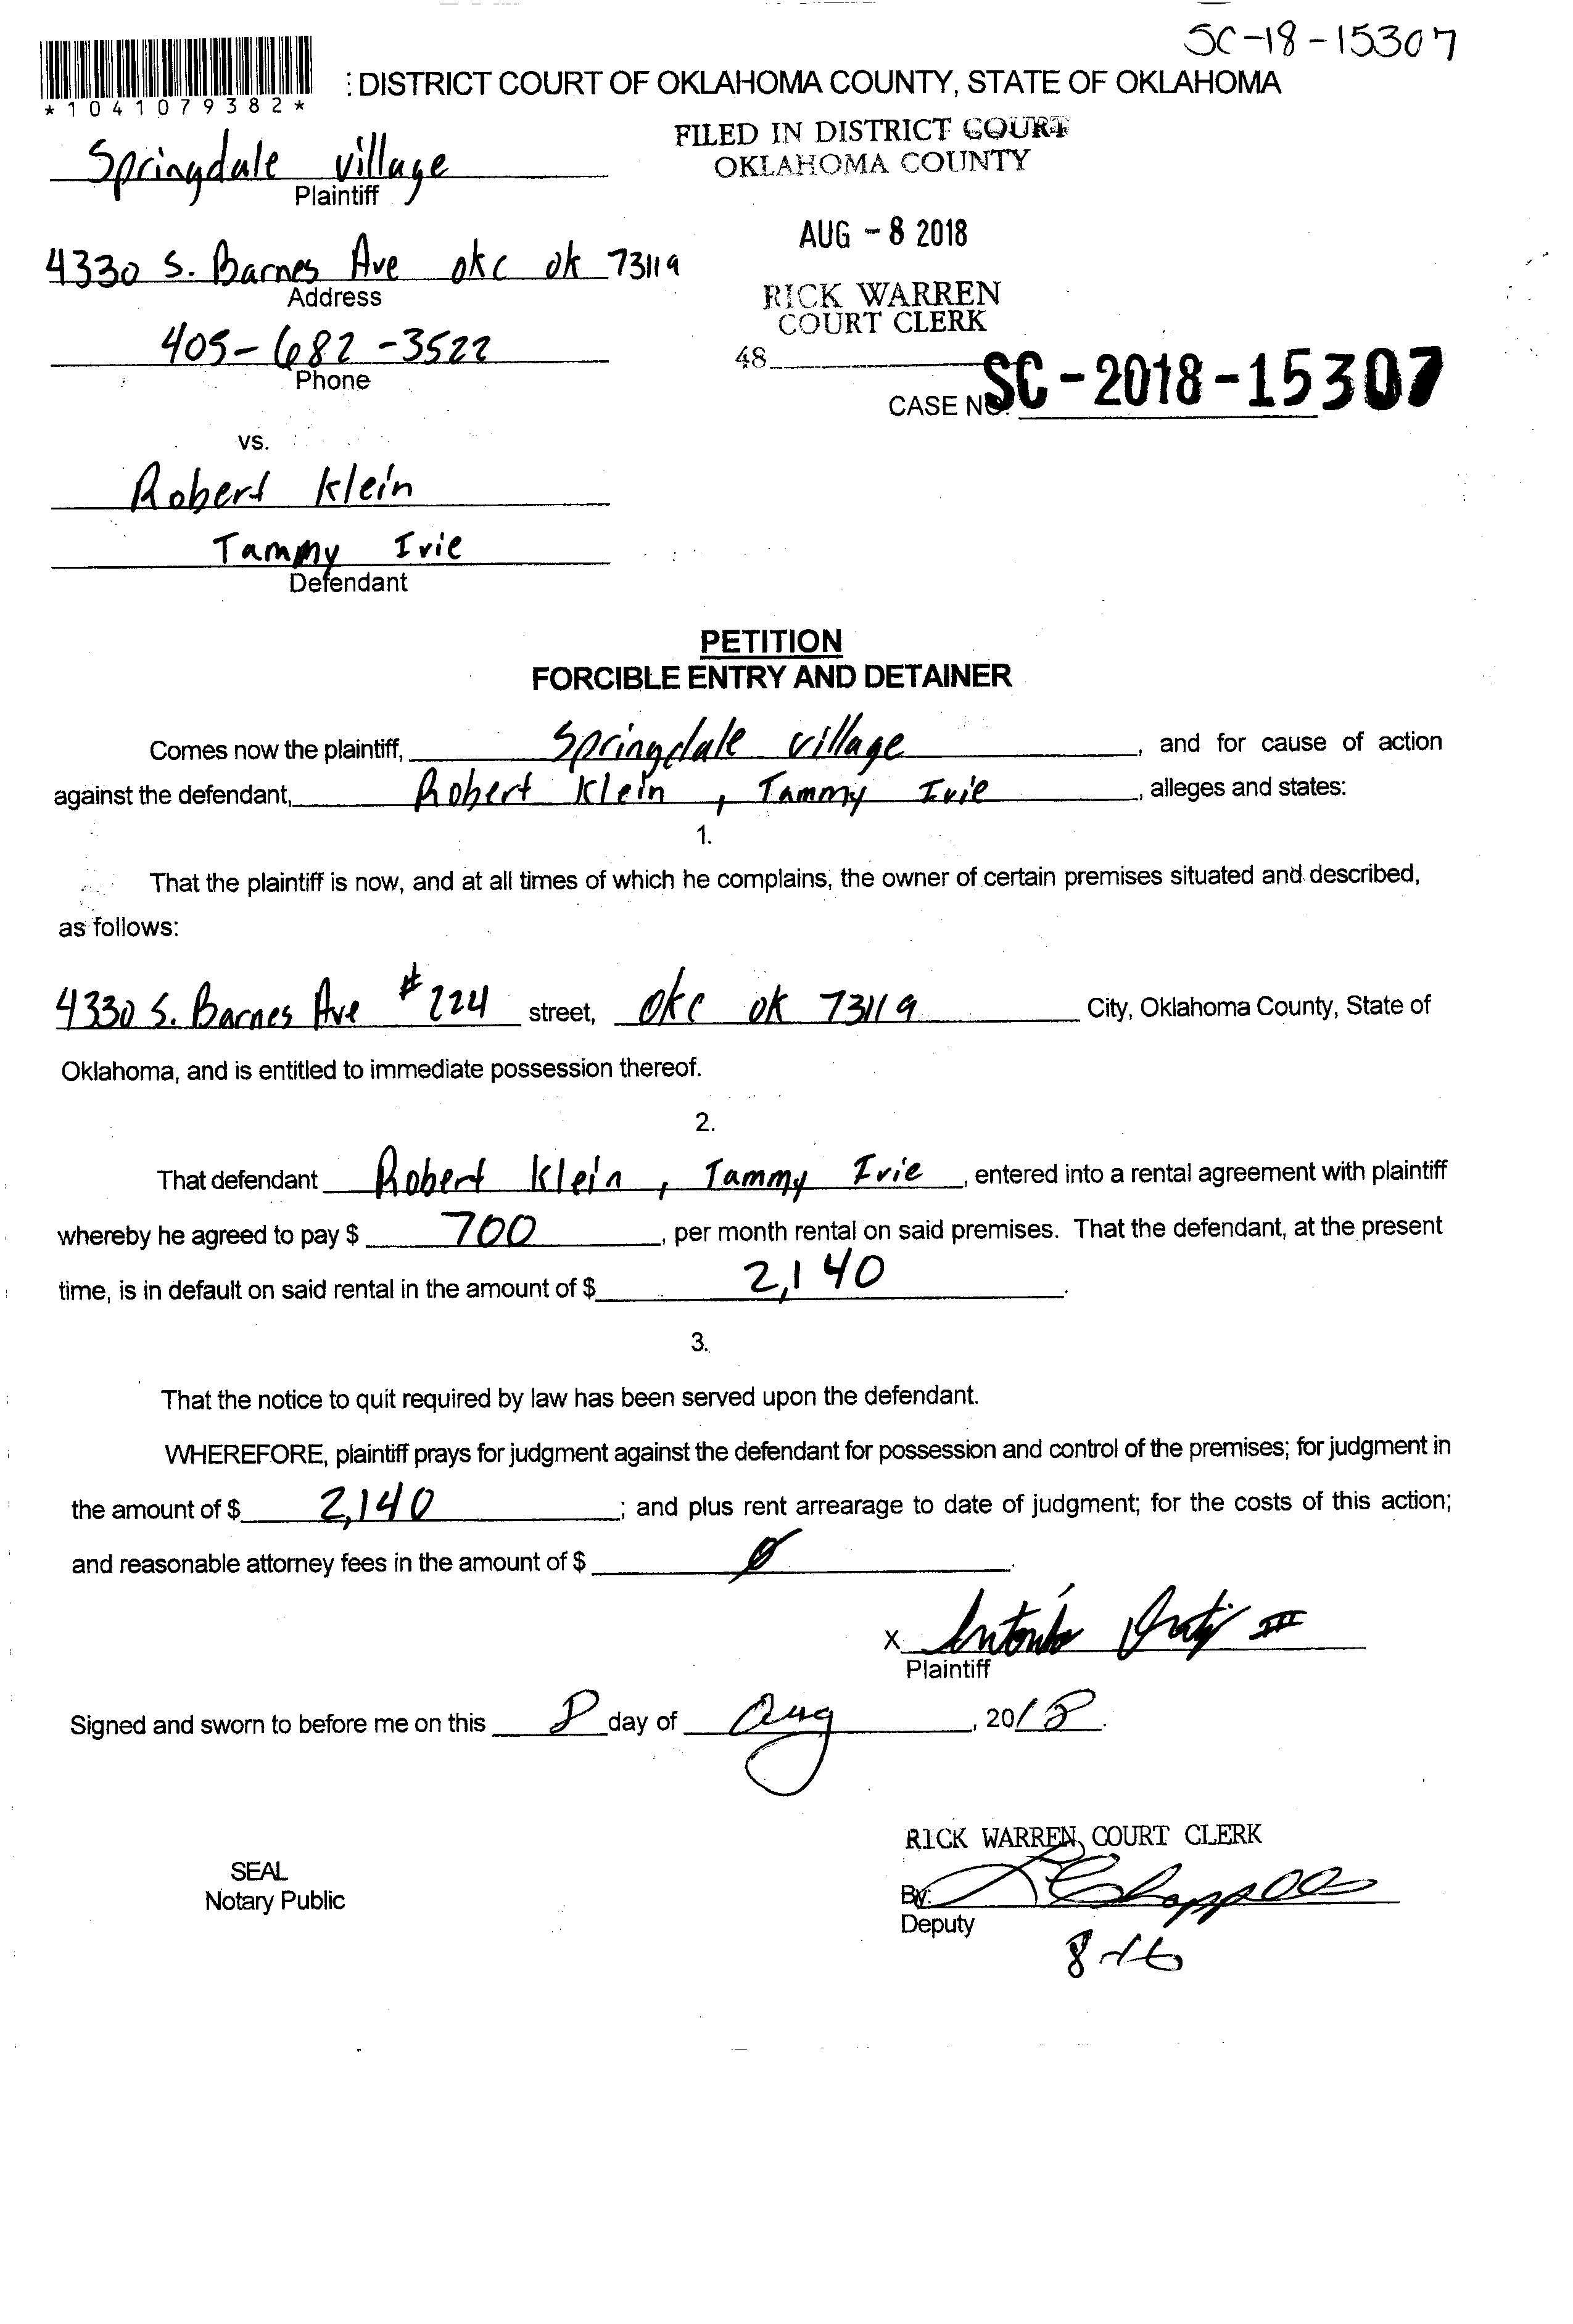 SC-18-15307
*1041079382*
: DISTRICT COURT OF OKLAHOMA COUNTY, STATE OF OKLAHOMA
FILED IN DISTRICT COURT
OKLAHOMA COUNTY
Springdale village
Plaintiff
AUG - 8 2018
4330 S. Barnes Ave okc ok 73119
Address
RICK WARREN
COURT CLERK
405-682-3522
Phone
48
CASE NO. SC-2018-15307
vs.
Robert Klein
Tammy Ivie
Defendant
PETITION
FORCIBLE ENTRY AND DETAINER
Comes now the plaintiff, Springdale village, and for cause of action
against the defendant, Robert Klein, Tammy Ivie, alleges and states:
1.
That the plaintiff is now, and at all times of which he complains, the owner of certain premises situated and described,
as follows:
4330 S. Barnes Ave #224 street, okc ok 73119 City, Oklahoma County, State of
Oklahoma, and is entitled to immediate possession thereof.
2.
That defendant Robert Klein, Tammy Ivie, entered into a rental agreement with plaintiff
whereby he agreed to pay $ 700, per month rental on said premises. That the defendant, at the present
time, is in default on said rental in the amount of $ 2,140.
3.
That the notice to quit required by law has been served upon the defendant.
WHEREFORE, plaintiff prays for judgment against the defendant for possession and control of the premises; for judgment in
the amount of $ 2,140; and plus rent arrearage to date of judgment; for the costs of this action;
and reasonable attorney fees in the amount of $ Ø.
X Antonio III
Plaintiff
Signed and sworn to before me on this 8 day of Aug, 2018.
RICK WARREN, COURT CLERK
SEAL
Notary Public
By:
Deputy
8-16